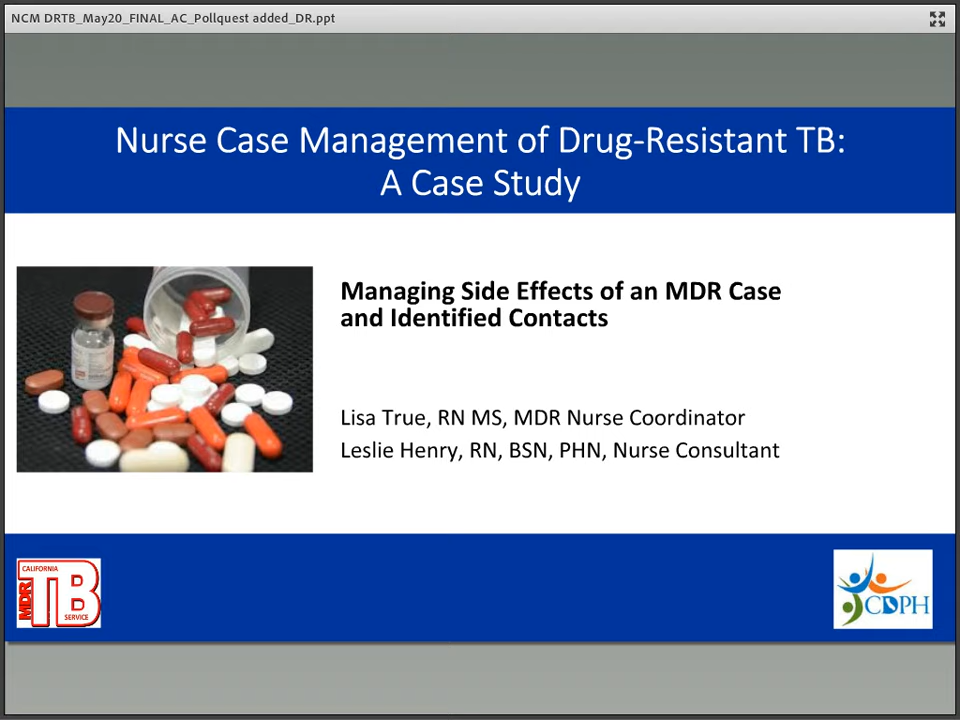 NCM DRTB_May20_FINAL_AC_Pollquest added_DR.ppt
Nurse Case Management of Drug-Resistant TB:
A Case Study
Managing Side Effects of an MDR Case
and Identified Contacts
Lisa True, RN MS, MDR Nurse Coordinator
Leslie Henry, RN, BSN, PHN, Nurse Consultant
CALIFORNIA
MDR
TB
SERVICE
CDPH